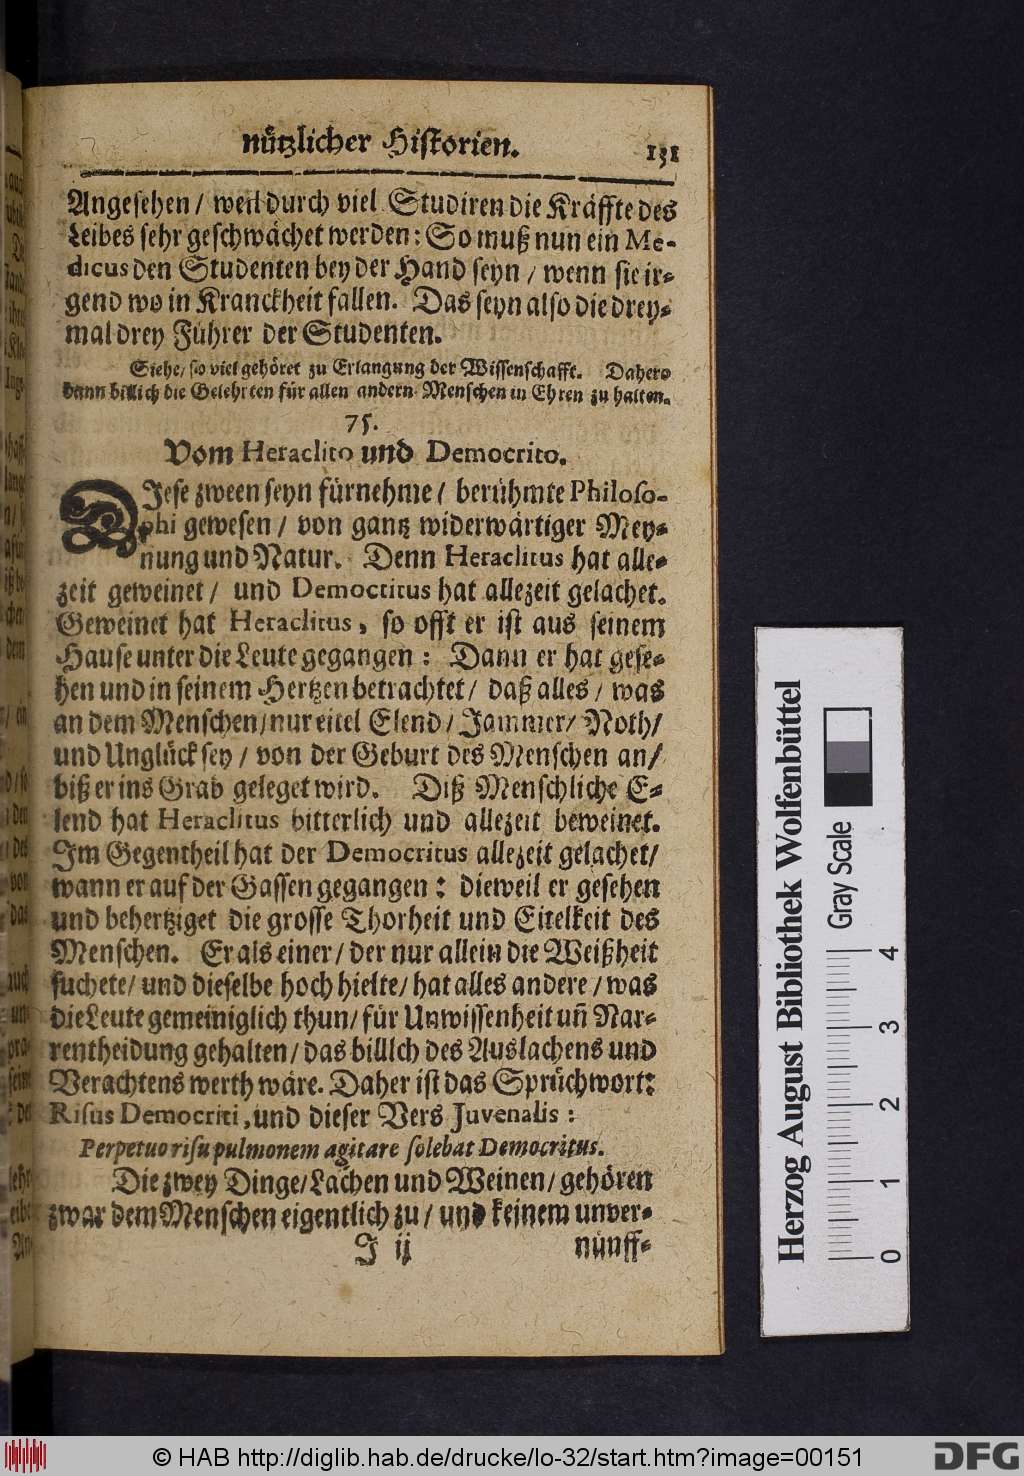 nützlicher Historien. 131
Angesehen / weil durch viel Studiren die Kräffte des
Leibes sehr geschwächet werden: So muß nun ein Me-
dicus den Studenten bey der Hand seyn / wenn sie ir-
gend wo in Kranckheit fallen. Das seyn also die drey-
mal drey Führer der Studenten.
Siehe/ so viel gehöret zu Erlangung der Wissenschafft. Dahero
dann billich die Gelehrten für allen andern Menschen in Ehren zu halten.
75.
Vom Heraclito und Democrito.
DIese zween seyn fürnehme / berühmte Philoso-
phi gewesen / von gantz widerwärtiger Mey-
nung und Natur. Denn Heraclitus hat alle-
zeit geweinet / und Democritus hat allezeit gelachet.
Geweinet hat Heraclitus, so offt er ist aus seinem
Hause unter die Leute gegangen: Dann er hat gese-
hen und in seinem Hertzen betrachtet / daß alles / was
an dem Menschen / nur eitel Elend / Jammer / Noth /
und Unglück sey / von der Geburt des Menschen an /
biß er ins Grab geleget wird. Diß Menschliche E-
lend hat Heraclitus bitterlich und allezeit beweinet.
Im Gegentheil hat der Democritus allezeit gelachet /
wann er auf der Gassen gegangen: dieweil er gesehen
und behertziget die grosse Thorheit und Eitelkeit des
Menschen. Er als einer / der nur allein die Weißheit
suchete / und dieselbe hoch hielte / hat alles andere / was
die Leute gemeiniglich thun / für Unwissenheit uñ Nar-
rentheidung gehalten / das billich des Auslachens und
Verachtens werth wäre. Daher ist das Sprüchwort:
Risus Democriti, und dieser Vers Juvenalis:
Perpetuo risu pulmonem agitare solebat Democritus.
Die zwey Dinge / Lachen und Weinen / gehören
zwar dem Menschen eigentlich zu / und keinem unver-
J ij nünff-
Herzog August Bibliothek Wolfenbüttel
Gray Scale
0 1 2 3 4
© HAB http://diglib.hab.de/drucke/lo-32/start.htm?image=00151
DFG